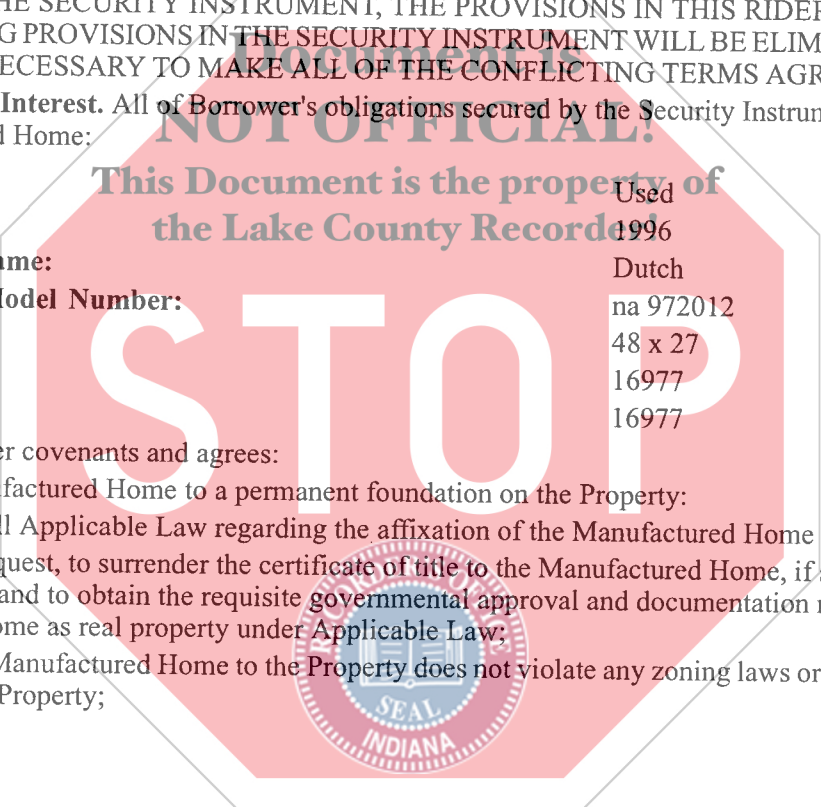 HE SECURITY INSTRUMENT, THE PROVISIONS IN THIS RIDER
G PROVISIONS IN THE SECURITY INSTRUMENT WILL BE ELIM
Document is
ECESSARY TO MAKE ALL OF THE CONFLICTING TERMS AGR
Interest. All of Borrower's obligations secured by the Security Instrum
NOT OFFICIAL!
d Home:
This Document is the property of
Used
the Lake County Recorder!
1996
ame:
Dutch
Model Number:
na 972012
48 x 27
16977
16977
STOP
er covenants and agrees:
factured Home to a permanent foundation on the Property:
ll Applicable Law regarding the affixation of the Manufactured Home
quest, to surrender the certificate of title to the Manufactured Home, if
and to obtain the requisite governmental approval and documentation
ome as real property under Applicable Law;
Manufactured Home to the Property does not violate any zoning laws or
Property;
SEAL
INDIANA